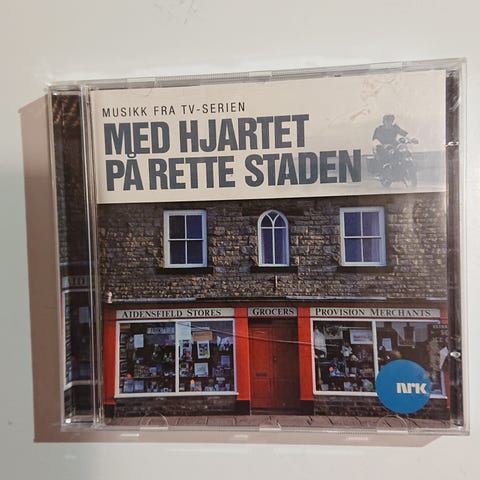 MUSIKK FRA TV-SERIEN
MED HJARTET
PÅ RETTE STADEN
AIDENSFIELD STORES
GROCERS
PROVISION MERCHANTS
nrk